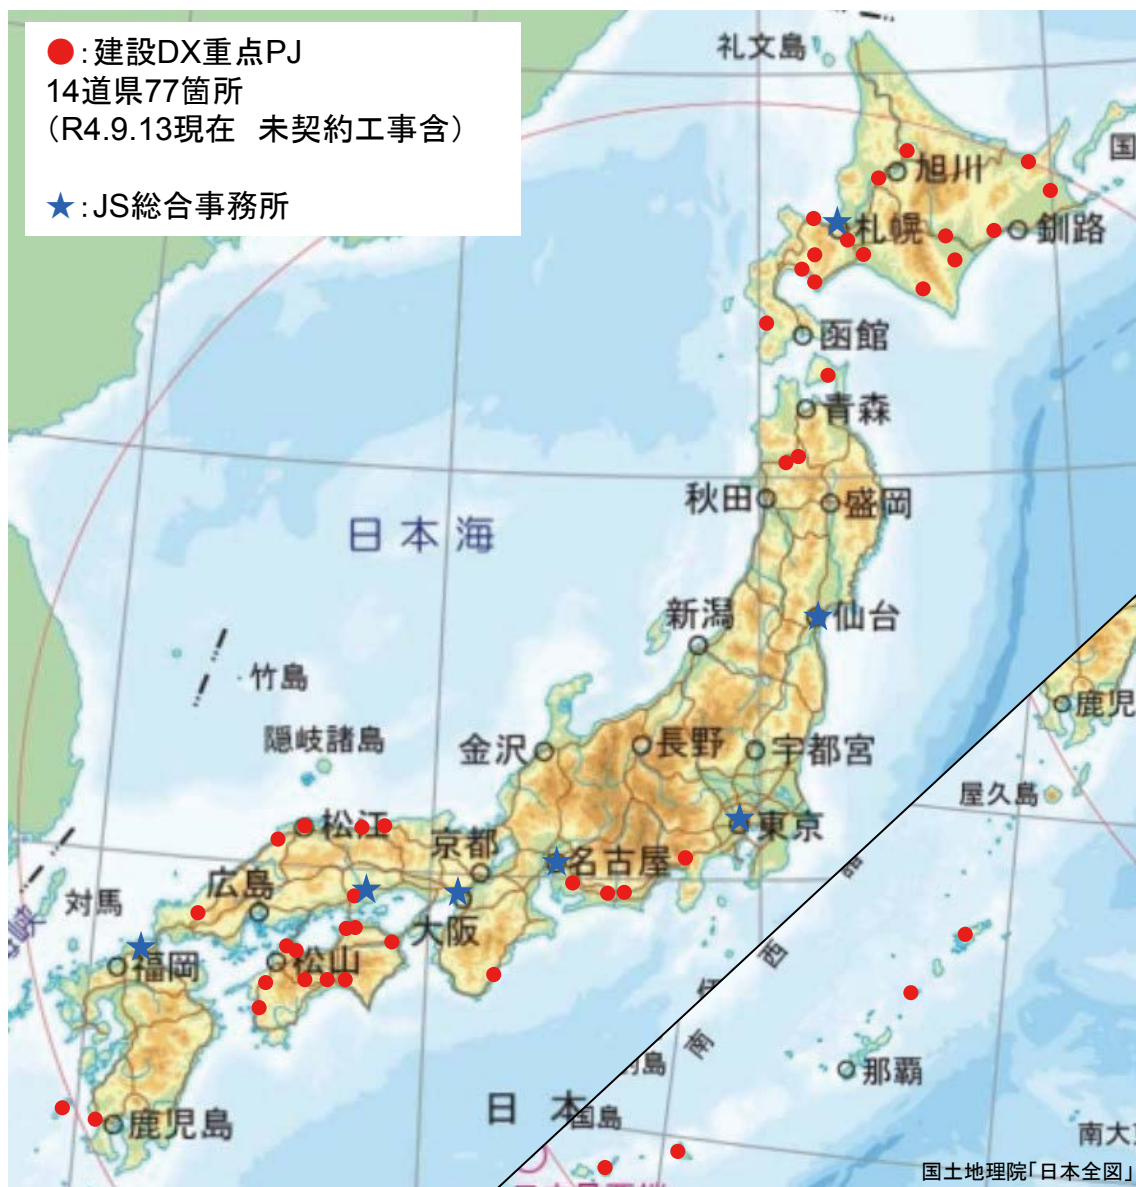 ●：建設DX重点PJ
14道県77箇所
（R4.9.13現在　未契約工事含）
★：JS総合事務所
礼文島
国
旭川
札幌
釧路
函館
青森
秋田
盛岡
日本海
新潟
仙台
竹島
隠岐諸島
金沢
長野
宇都宮
鹿児
屋久島
松江
京都
名古屋
東京
対馬
広島
大阪
福岡
松山
西
南
那覇
鹿児島
日本
国島
南大
国土地理院「日本全図」